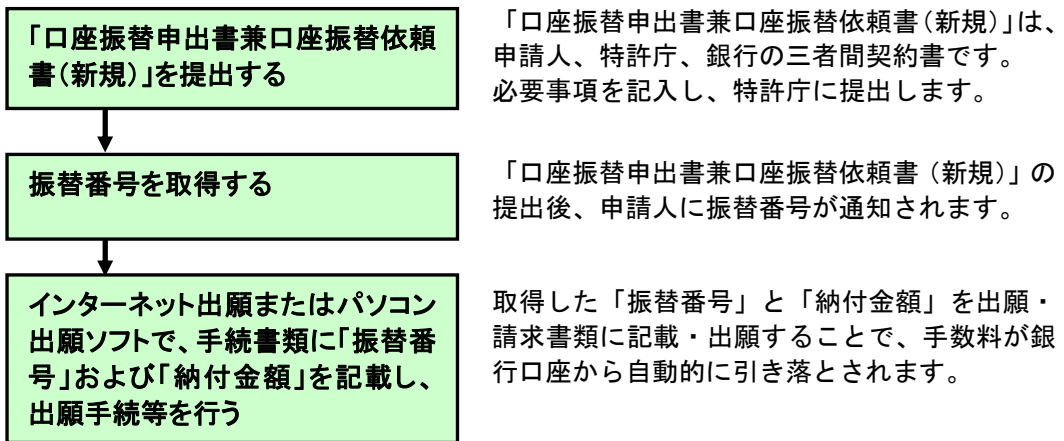 「口座振替申出書兼口座振替依頼
書（新規）」を提出する
「口座振替申出書兼口座振替依頼書（新規）」は、
申請人、特許庁、銀行の三者間契約書です。
必要事項を記入し、特許庁に提出します。
振替番号を取得する
「口座振替申出書兼口座振替依頼書（新規）」の
提出後、申請人に振替番号が通知されます。
インターネット出願またはパソコン
出願ソフトで、手続書類に「振替番
号」および「納付金額」を記載し、
出願手続等を行う
取得した「振替番号」と「納付金額」を出願・
請求書類に記載・出願することで、手数料が銀
行口座から自動的に引き落とされます。